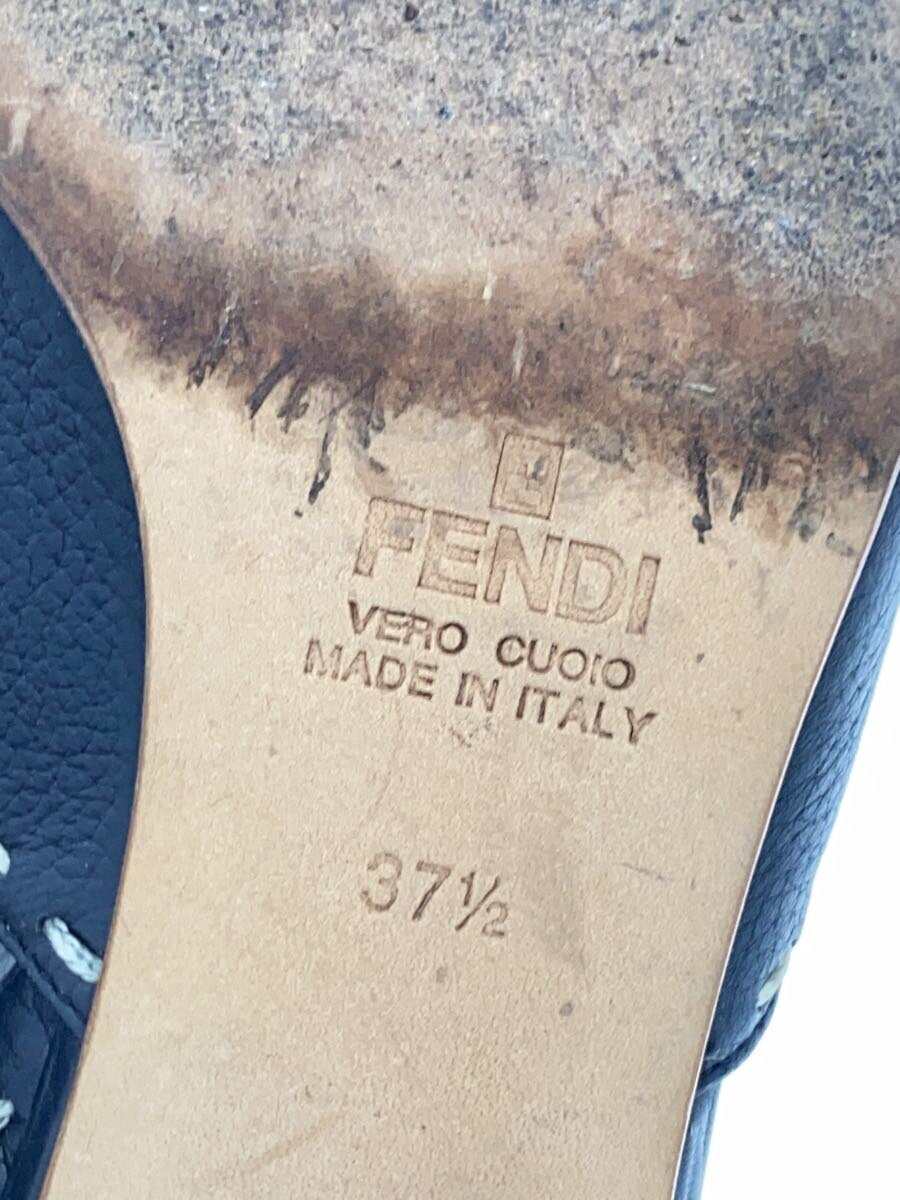 FENDI
VERO CUOIO
MADE IN ITALY
37½